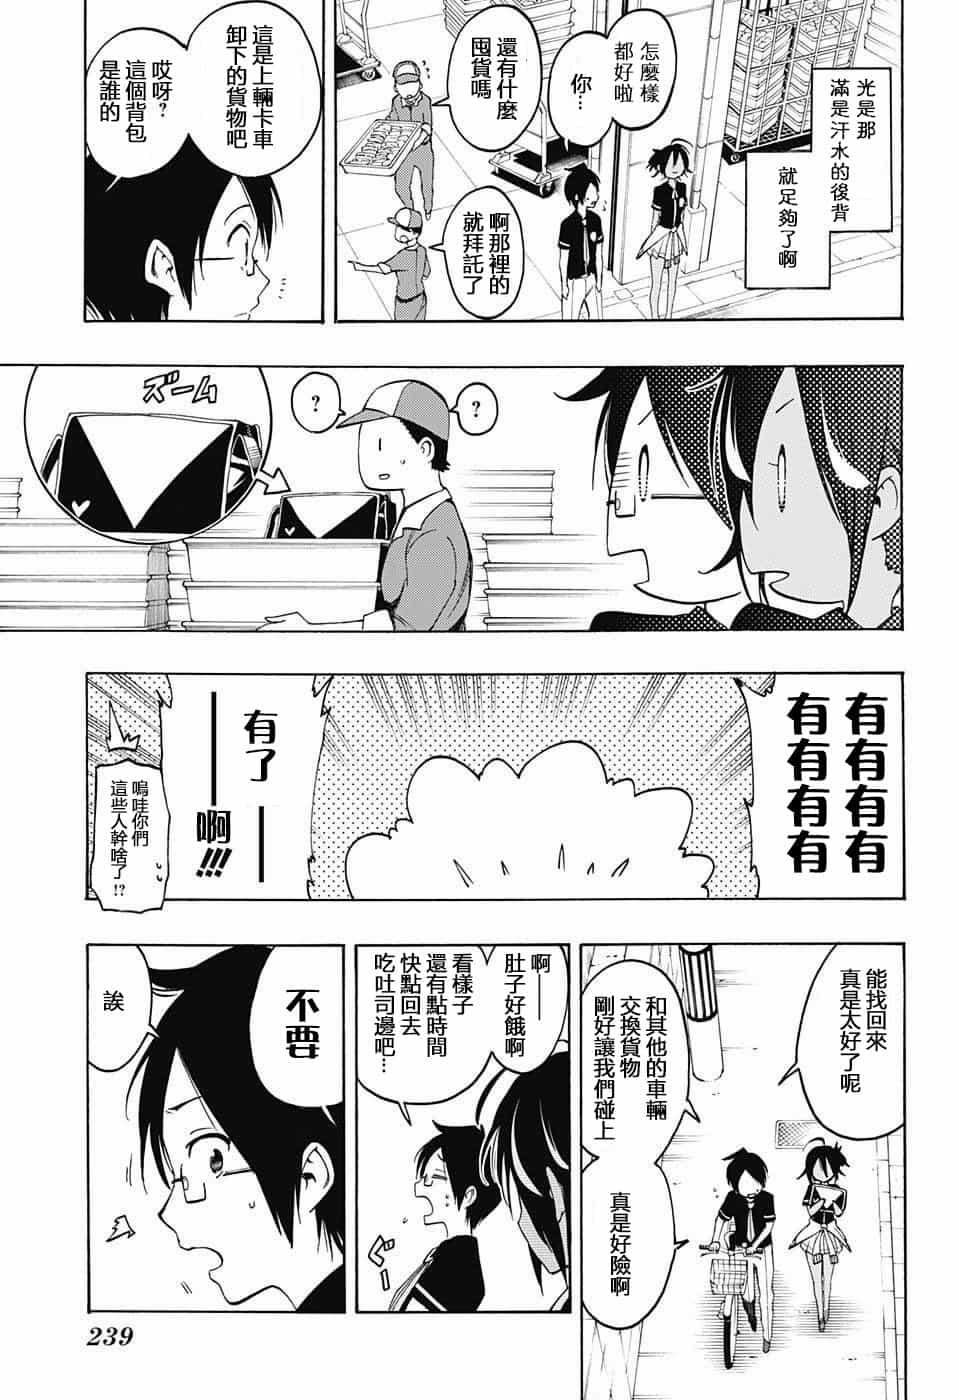 光是那
滿是汗水的後背
就足夠了啊
怎麼樣
都好啦
你…
還有什麼
囤貨嗎
啊那裡的
就拜託了
這是上輛卡車
卸下的貨物吧
哎呀?
這個背包
是誰的
?
?
ズーム
有有有有
有有有有
有了——
——啊!!!
嗚哇你們
這些人幹啥了!?
能找回來
真是太好了呢
和其他的車輛
交換貨物
剛好讓我們碰上
真是好險啊
啊——
肚子好餓啊
看樣子
還有點時間
快點回去
吃吐司邊吧…
ぐぅ
不要
誒
239